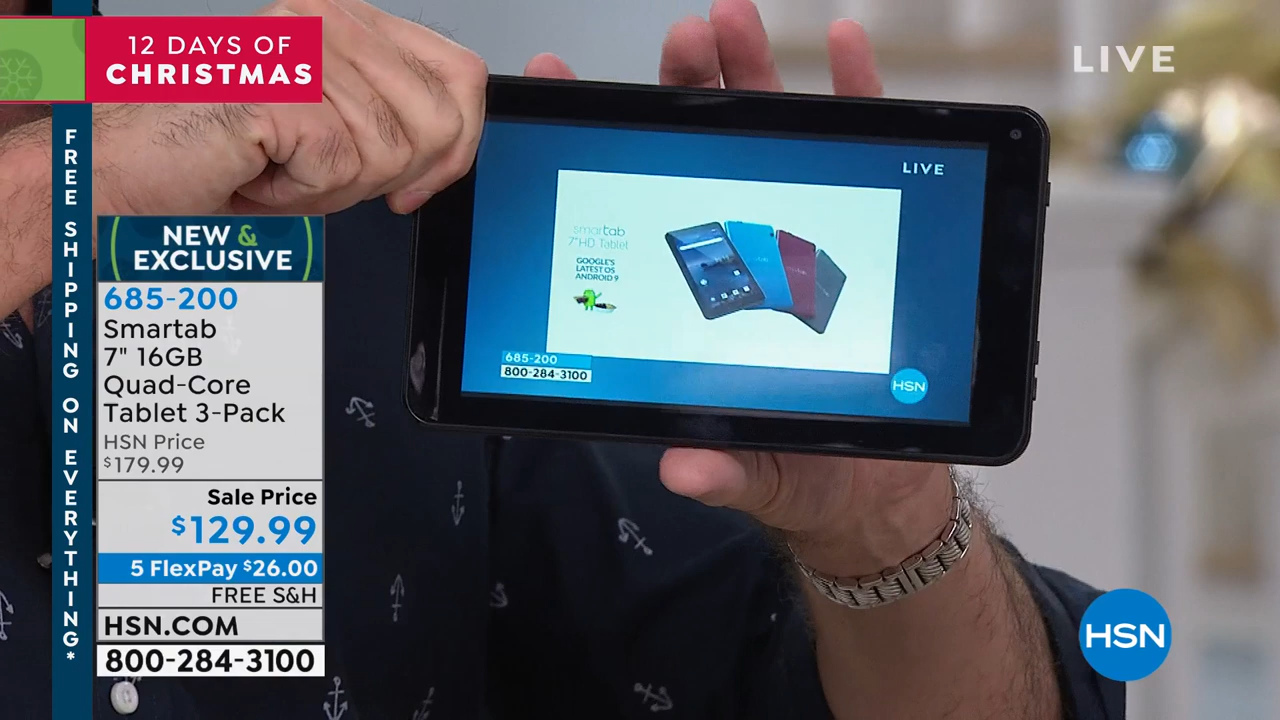 12 DAYS OF
CHRISTMAS
LIVE
FREE SHIPPING ON EVERYTHING*
NEW &
EXCLUSIVE
685-200
Smartab
7" 16GB
Quad-Core
Tablet 3-Pack
HSN Price
$179.99
Sale Price
$129.99
5 FlexPay $26.00
FREE S&H
HSN.COM
800-284-3100
LIVE
smartab
7"HD Tablet
GOOGLE'S
LATEST OS
ANDROID 9
685-200
800-284-3100
HSN
HSN